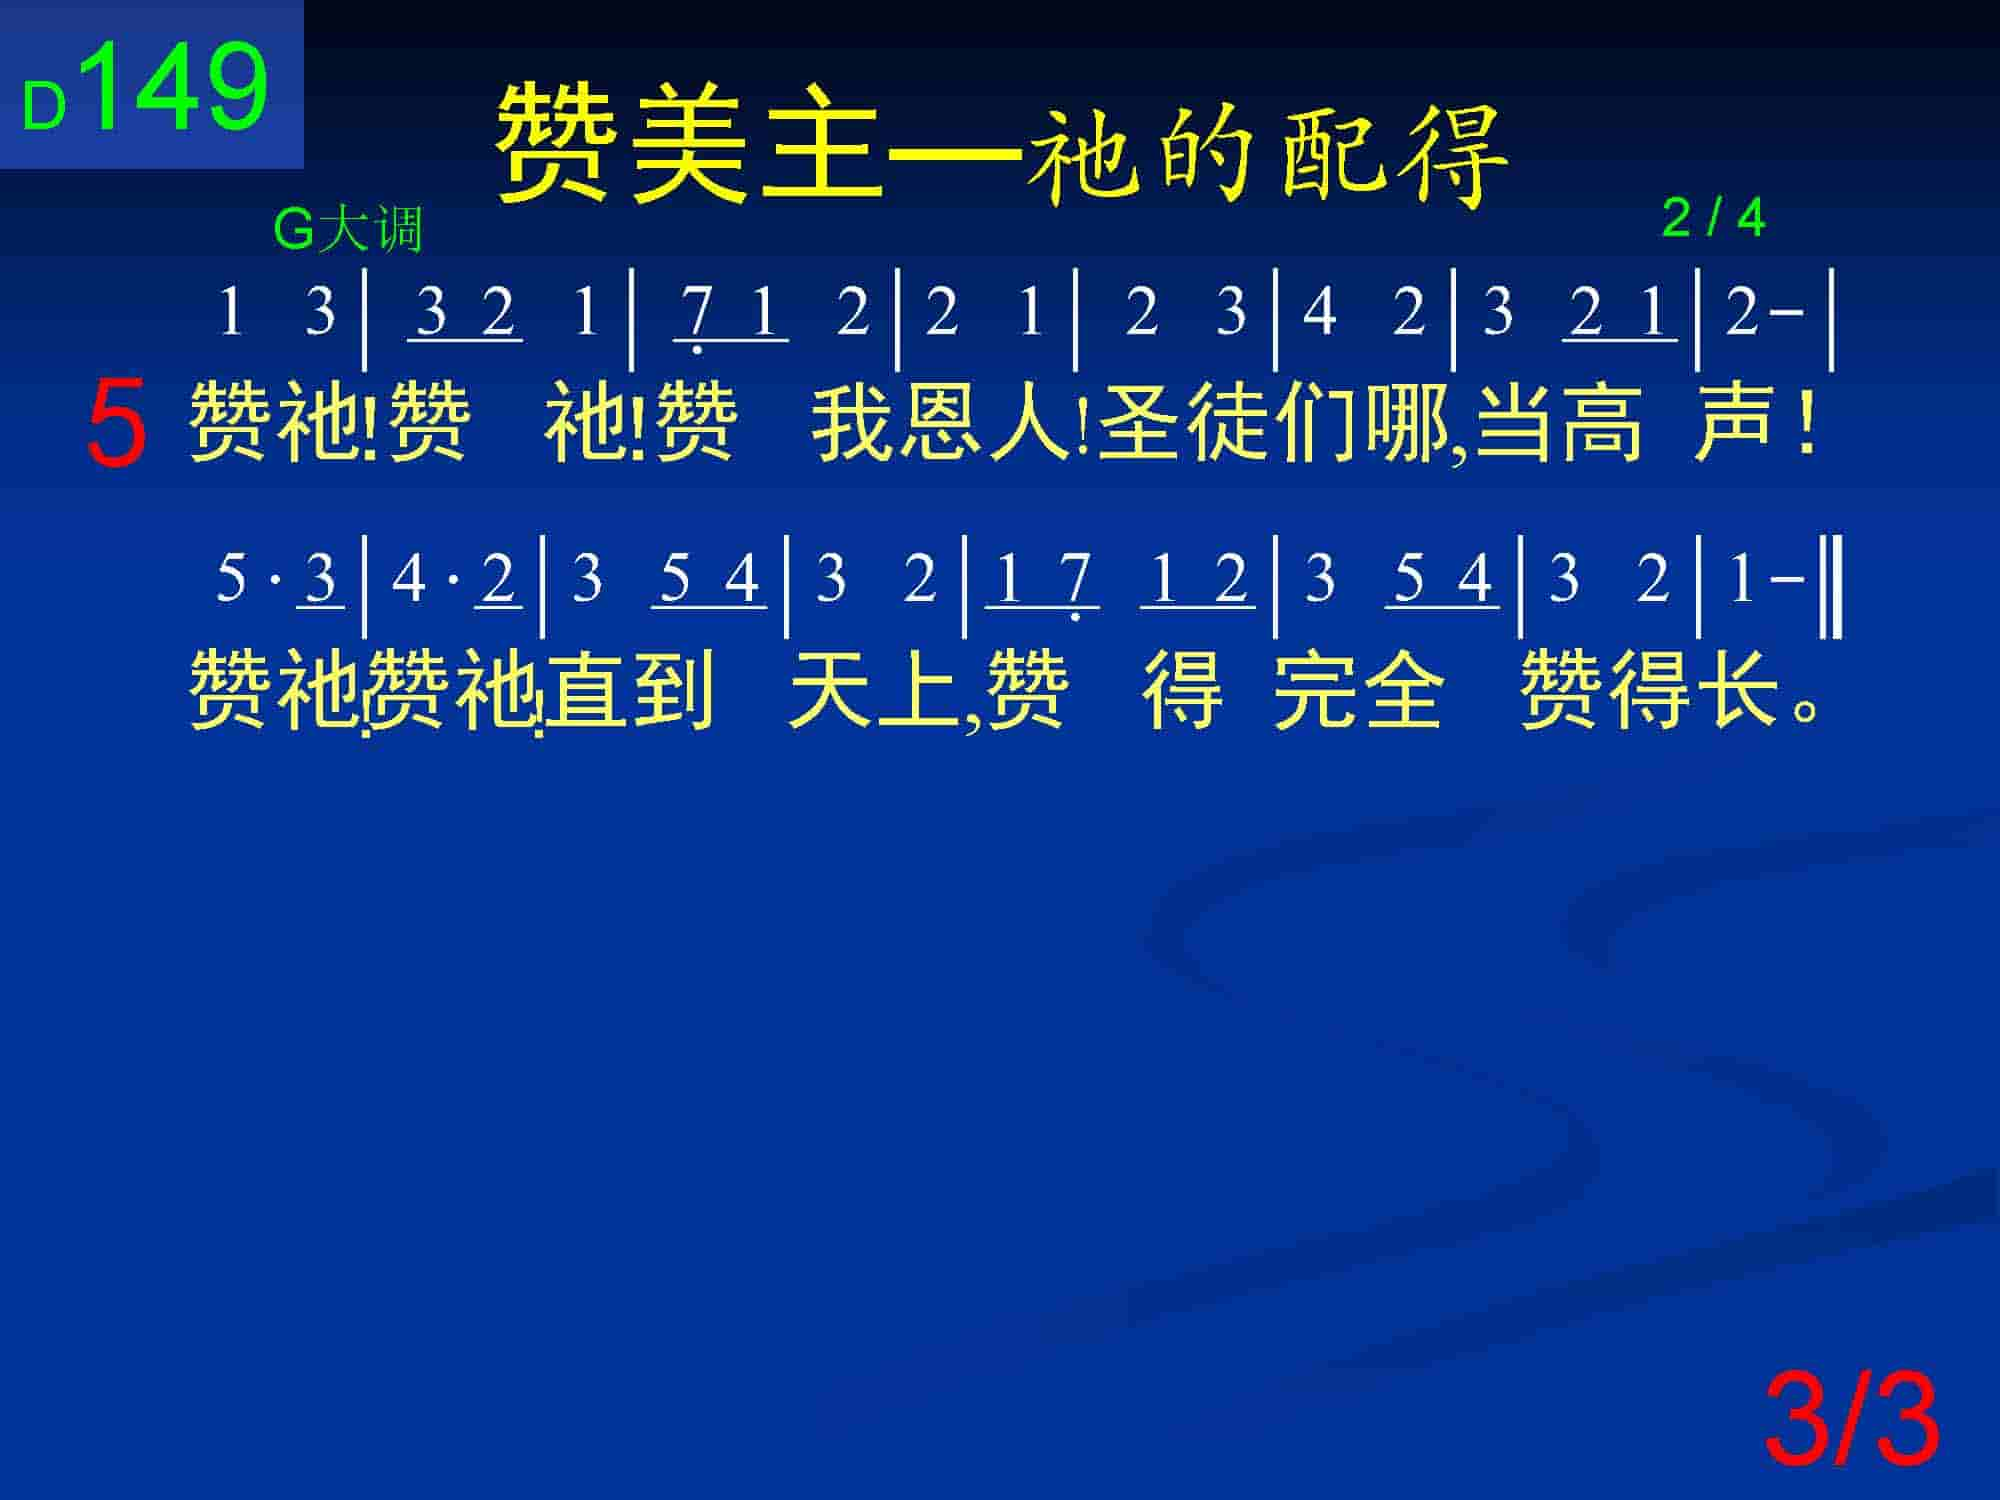 D149
赞美主—祂的配得
G大调 2 / 4
1 3 | 3 2 1 | 7̣ 1 2 | 2 1 | 2 3 | 4 2 | 3 2 1 | 2 – |
5 赞祂!赞 祂!赞 我恩人!圣徒们哪,当高 声!
5 · 3 | 4 · 2 | 3 5 4 | 3 2 | 1 7̣ 1 2 | 3 5 4 | 3 2 | 1 – ‖
赞祂!赞祂!直到 天上,赞 得 完全 赞得长。
3/3